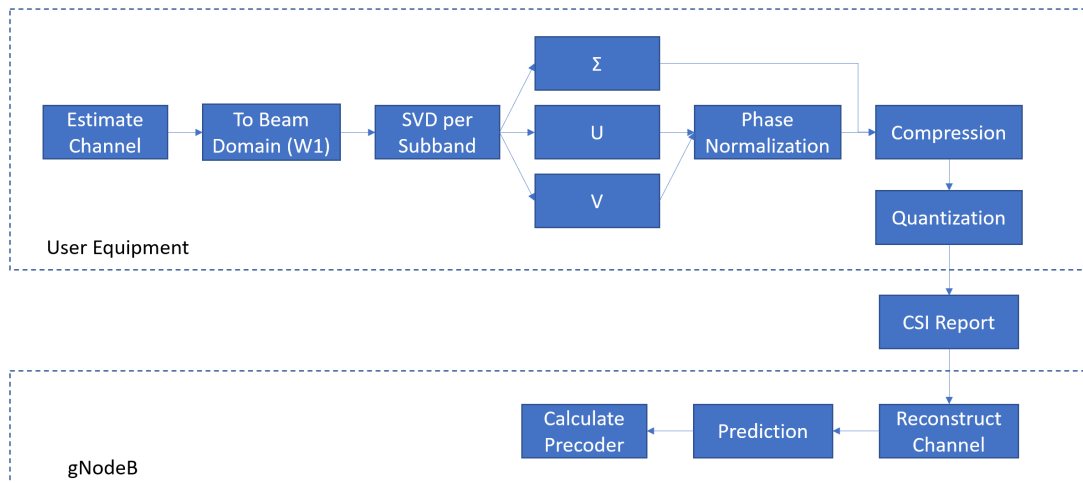 Estimate
Channel
To Beam
Domain (W1)
SVD per
Subband
Σ
U
V
Phase
Normalization
Compression
Quantization
User Equipment
CSI Report
Reconstruct
Channel
Prediction
Calculate
Precoder
gNodeB